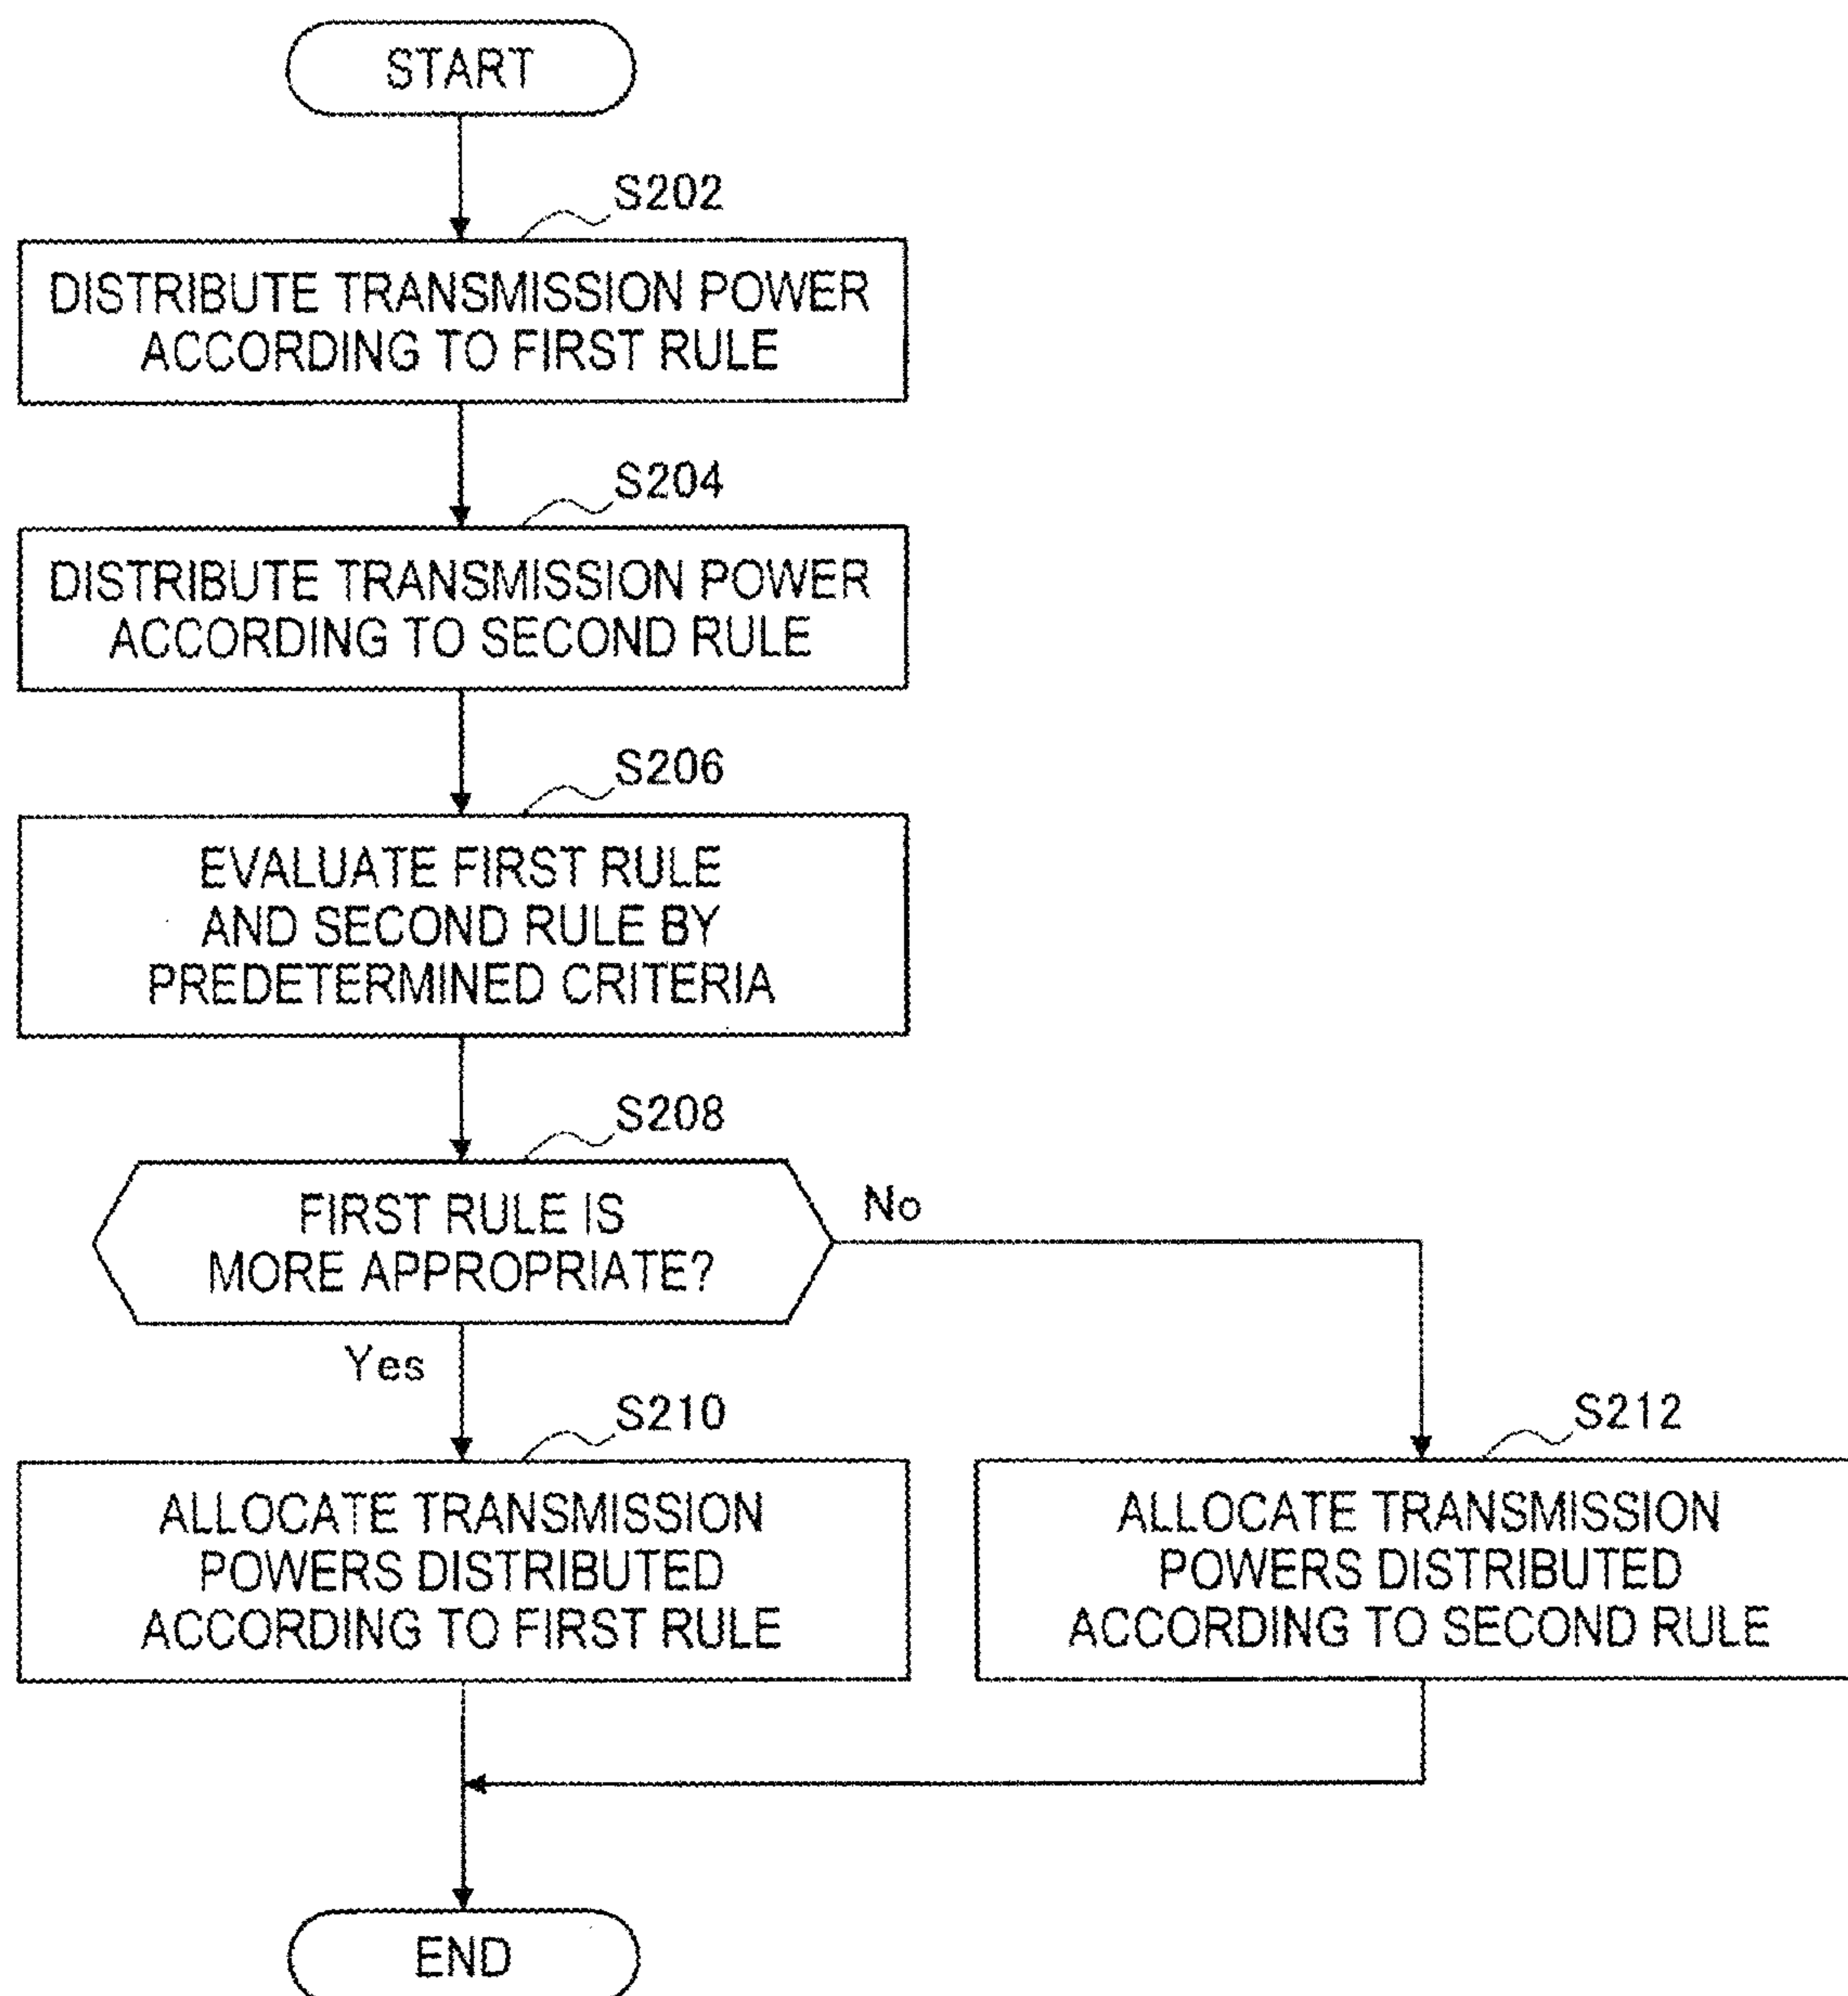 START
S202
DISTRIBUTE TRANSMISSION POWER
ACCORDING TO FIRST RULE
S204
DISTRIBUTE TRANSMISSION POWER
ACCORDING TO SECOND RULE
S206
EVALUATE FIRST RULE
AND SECOND RULE BY
PREDETERMINED CRITERIA
S208
FIRST RULE IS
MORE APPROPRIATE?
No
Yes
S210
ALLOCATE TRANSMISSION
POWERS DISTRIBUTED
ACCORDING TO FIRST RULE
S212
ALLOCATE TRANSMISSION
POWERS DISTRIBUTED
ACCORDING TO SECOND RULE
END